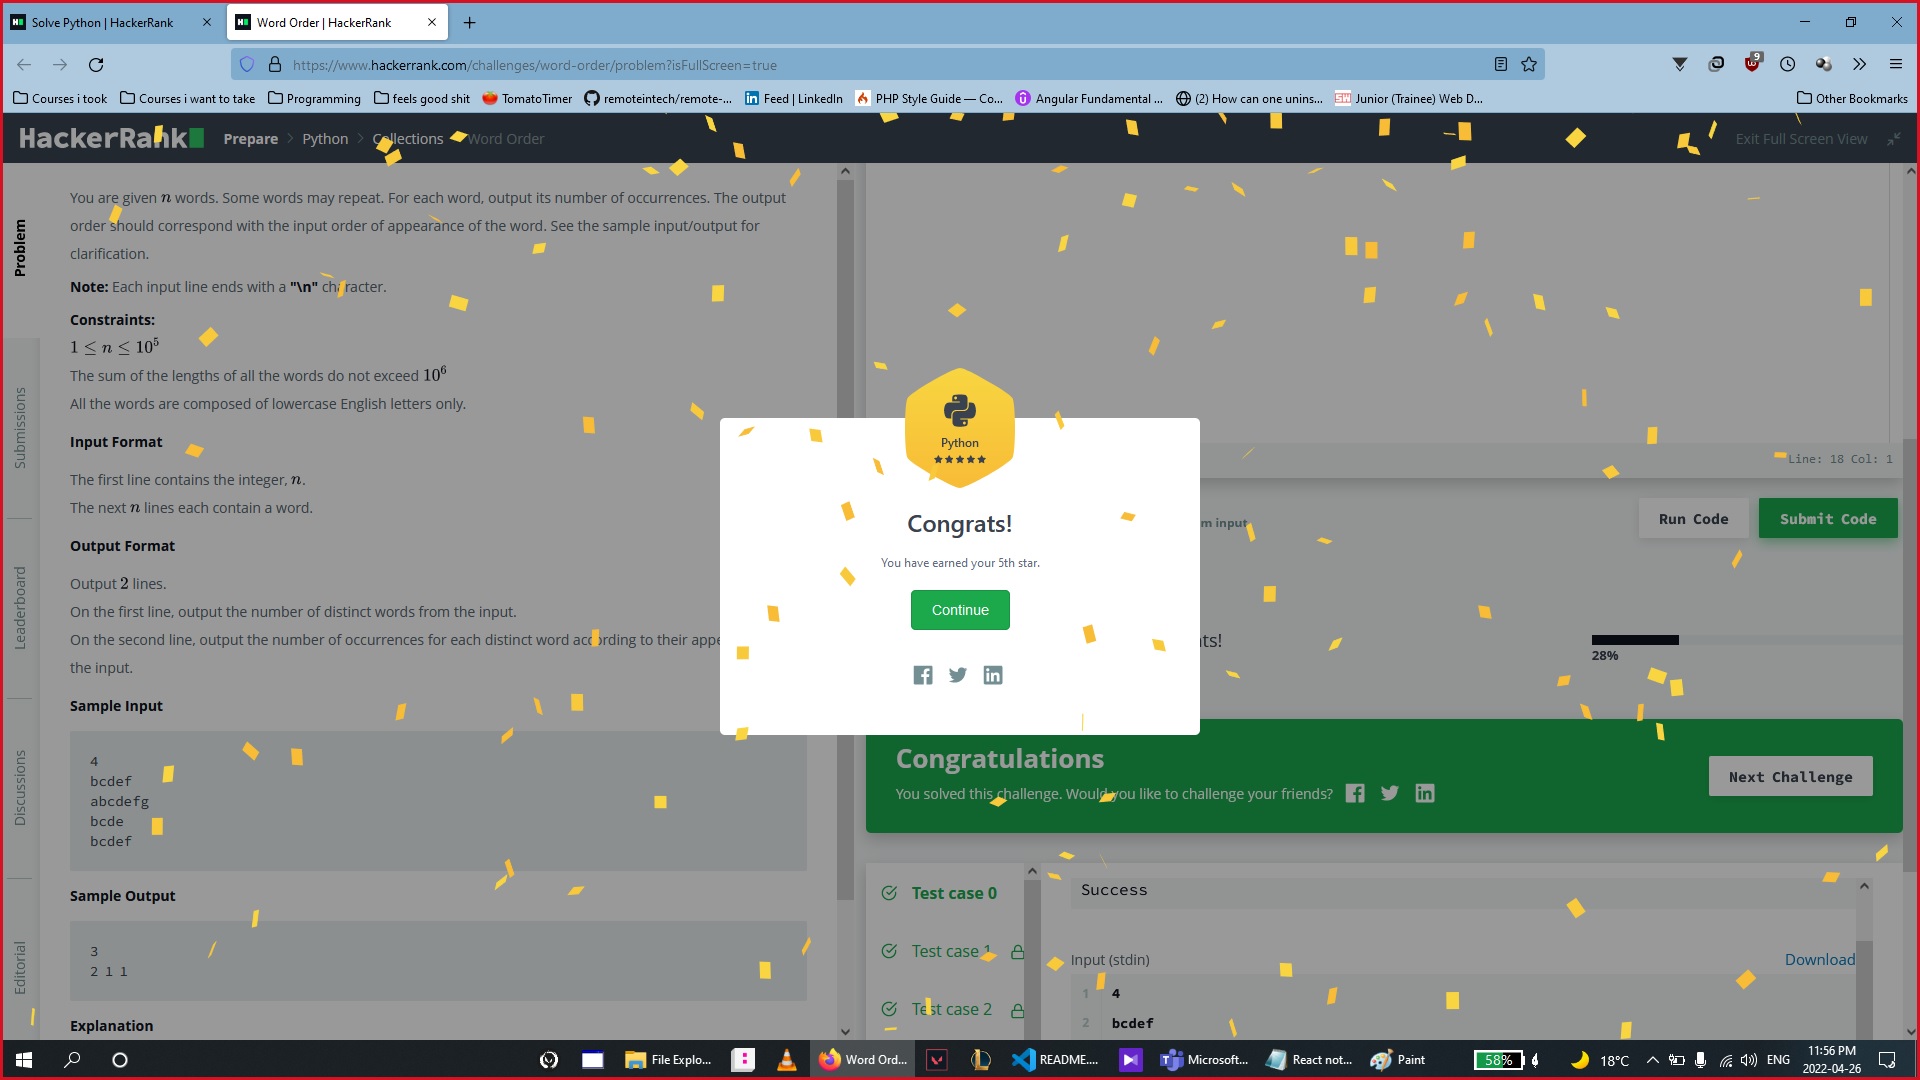 Solve Python | HackerRank
Word Order | HackerRank
https://www.hackerrank.com/challenges/word-order/problem?isFullScreen=true
9
Courses i took
Courses i want to take
Programming
feels good shit
TomatoTimer
remoteintech/remote-...
Feed | LinkedIn
PHP Style Guide — Co...
Angular Fundamental ...
(2) How can one unins...
Junior (Trainee) Web D...
Other Bookmarks
HackerRank
Prepare
Python
Collections
Word Order
Exit Full Screen View
Problem
Submissions
Leaderboard
Discussions
Editorial
You are given n words. Some words may repeat. For each word, output its number of occurrences. The output
order should correspond with the input order of appearance of the word. See the sample input/output for
clarification.
Note: Each input line ends with a "\n" character.
Constraints:
1 ≤ n ≤ 10⁵
The sum of the lengths of all the words do not exceed 10⁶
All the words are composed of lowercase English letters only.
Input Format
The first line contains the integer, n.
The next n lines each contain a word.
Output Format
Output 2 lines.
On the first line, output the number of distinct words from the input.
On the second line, output the number of occurrences for each distinct word according to their appe
the input.
Sample Input
4
bcdef
abcdefg
bcde
bcdef
Sample Output
3
2 1 1
Explanation
Python
Congrats!
You have earned your 5th star.
Continue
Line: 18 Col: 1
m input
Run Code
Submit Code
ts!
28%
Congratulations
You solved this challenge. Would you like to challenge your friends?
Next Challenge
Test case 0
Test case 1
Test case 2
Success
Input (stdin)
Download
1 4
2 bcdef
File Explo...
Word Ord...
README....
Microsoft...
React not...
Paint
58%
18°C
ENG
11:56 PM
2022-04-26